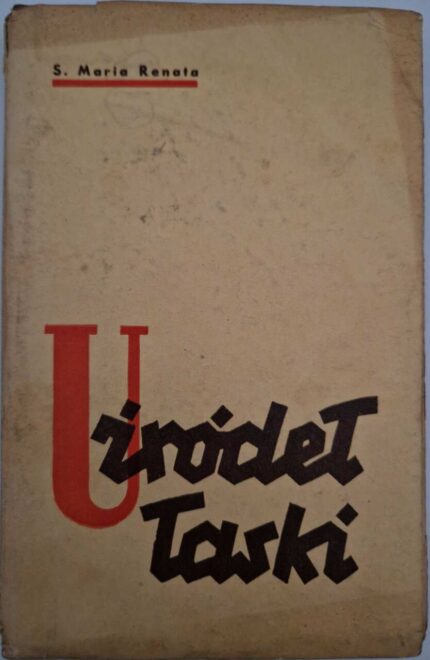 S. Maria Renata
U źródeł
łaski